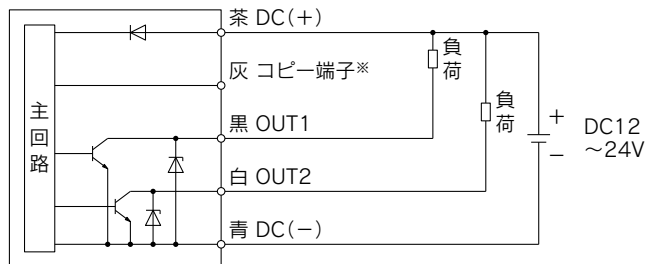 茶 DC(+)
灰 コピー端子※
黒 OUT1
白 OUT2
青 DC(−)
主回路
負荷
負荷
+
−
DC12
～24V